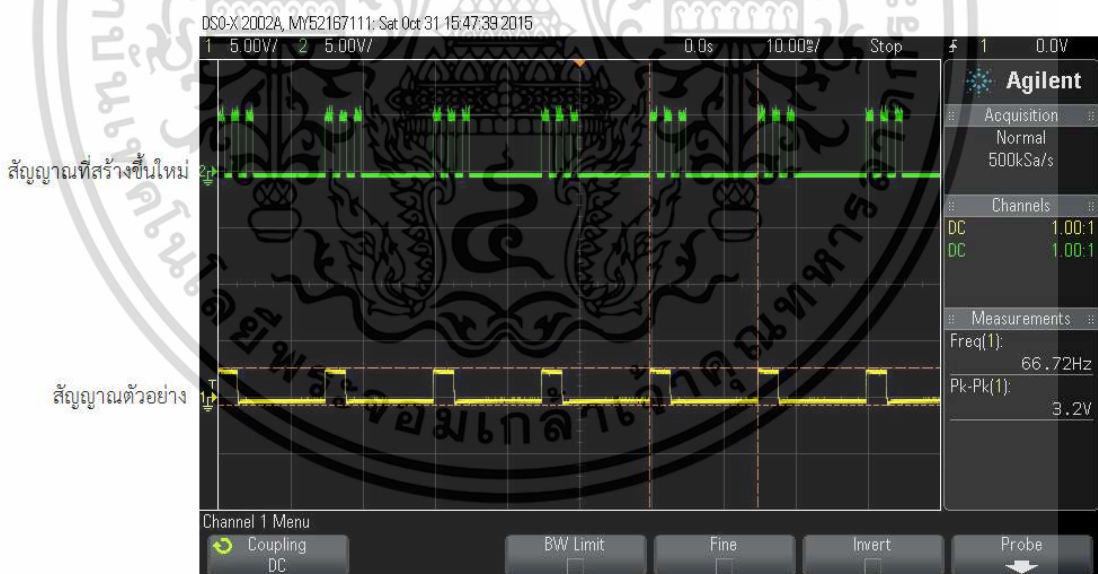 DSO-X 2002A, MY52167111: Sat Oct 31 15:47:39 2015
1 5.00V/ 2 5.00V/ 0.0s 10.00ms/ Stop 1 0.0V
Agilent
Acquisition
Normal
500kSa/s
สัญญาณที่สร้างขึ้นใหม่
2
Channels
DC 1.00:1
DC 1.00:1
Measurements
Freq(1):
66.72Hz
Pk-Pk(1):
3.2V
สัญญาณตัวอย่าง
T
1
Channel 1 Menu
Coupling
DC
BW Limit
Fine
Invert
Probe